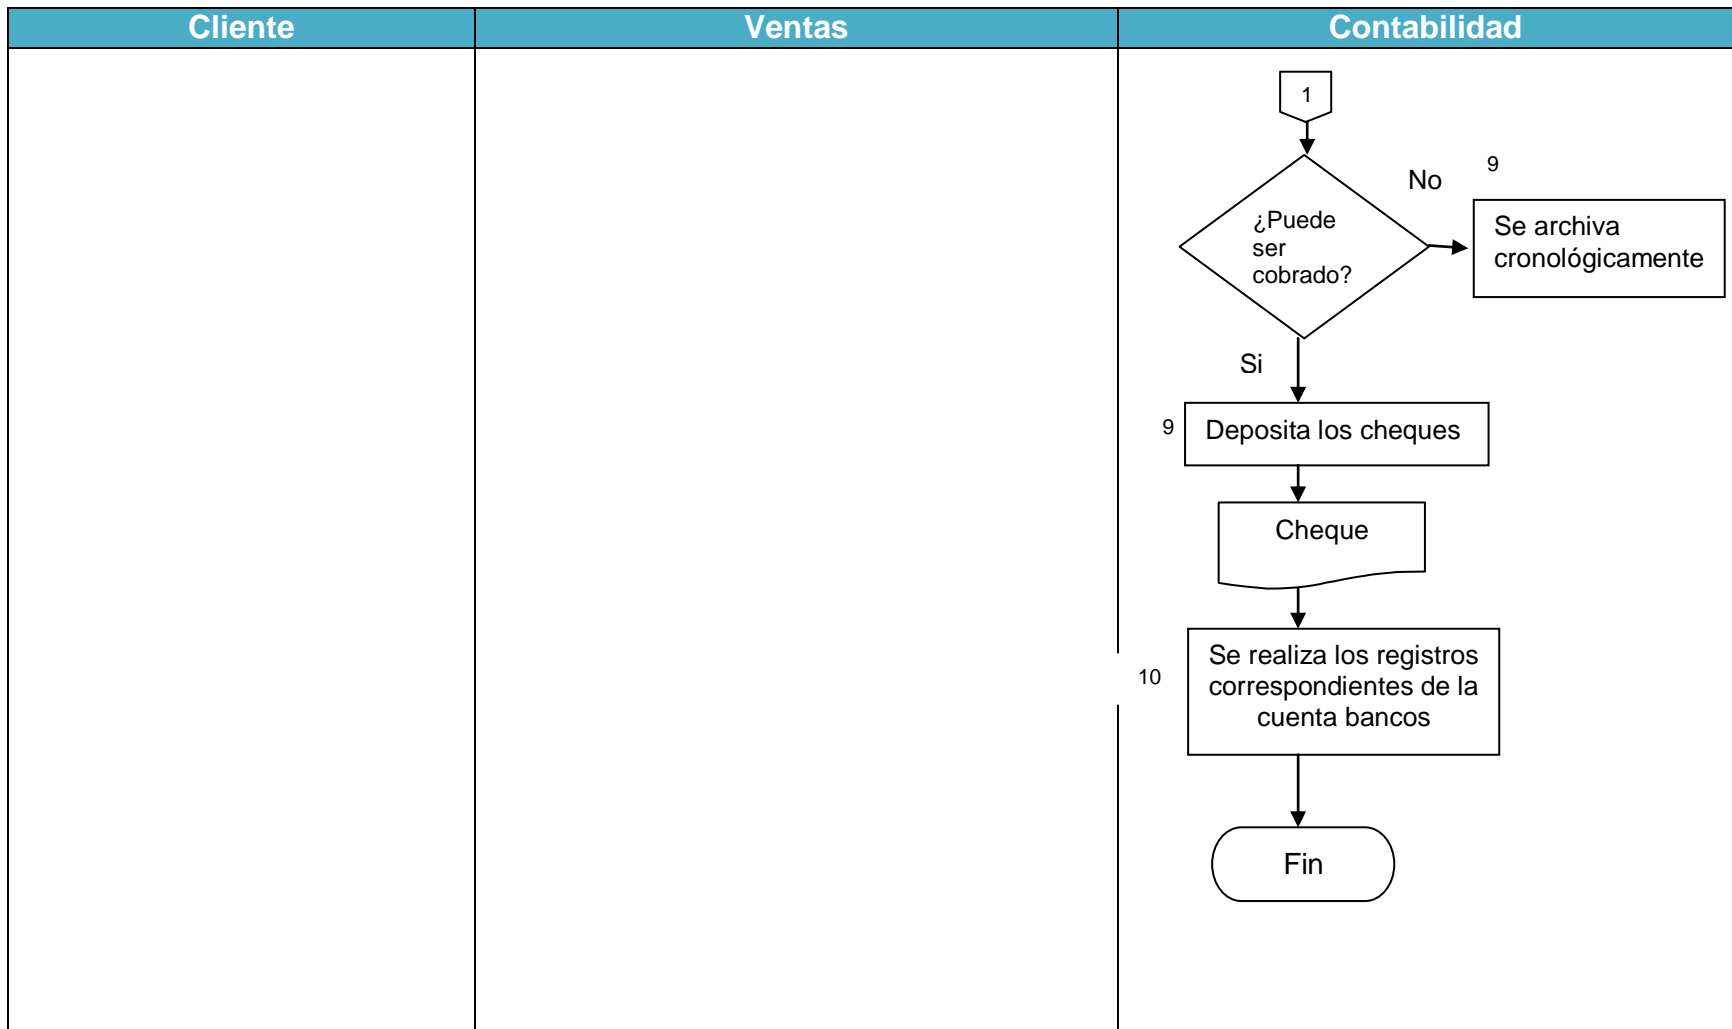 Cliente
Ventas
Contabilidad
1
No
9
¿Puede
ser
cobrado?
Se archiva
cronológicamente
Si
9
Deposita los cheques
Cheque
10
Se realiza los registros
correspondientes de la
cuenta bancos
Fin